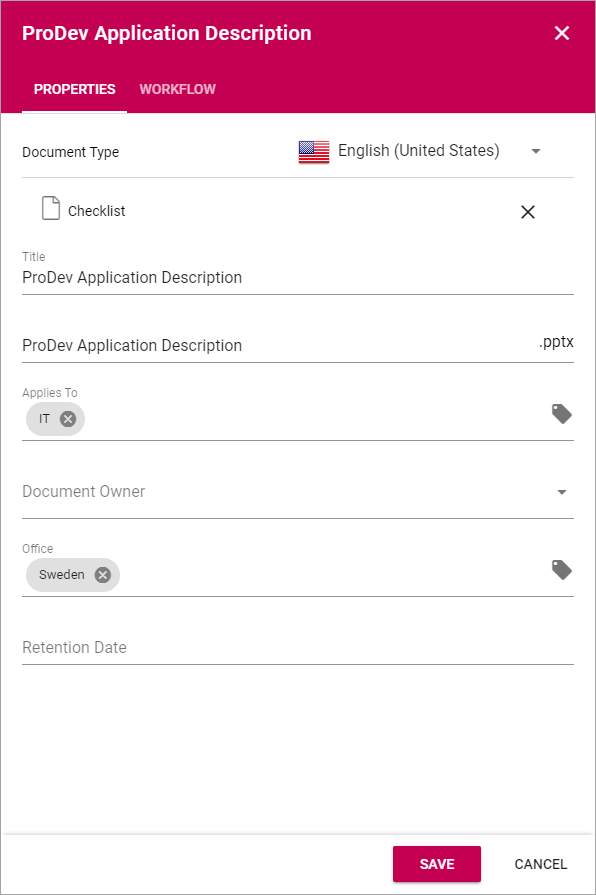 ProDev Application Description
PROPERTIES WORKFLOW
Document Type English (United States)
Checklist
Title
ProDev Application Description
ProDev Application Description .pptx
Applies To
IT
Document Owner
Office
Sweden
Retention Date
SAVE CANCEL